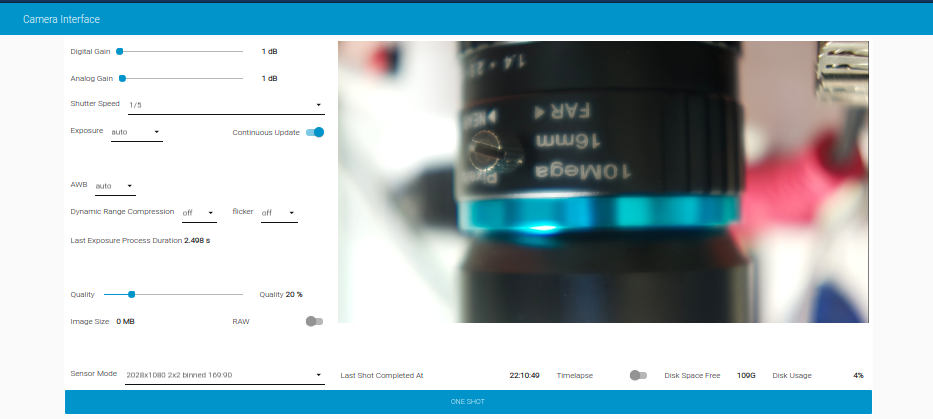 Camera Interface
Digital Gain 1 dB
Analog Gain 1 dB
Shutter Speed 1/5
Exposure auto Continuous Update
AWB auto
Dynamic Range Compression off flicker off
Last Exposure Process Duration 2.498 s
Quality Quality 20 %
Image Size 0 MB RAW
Sensor Mode 2028x1080 2x2 binned 169:90
Last Shot Completed At 22:10:49 Timelapse Disk Space Free 109G Disk Usage 4%
ONE SHOT
10Mega
16mm
FAR
NEAR